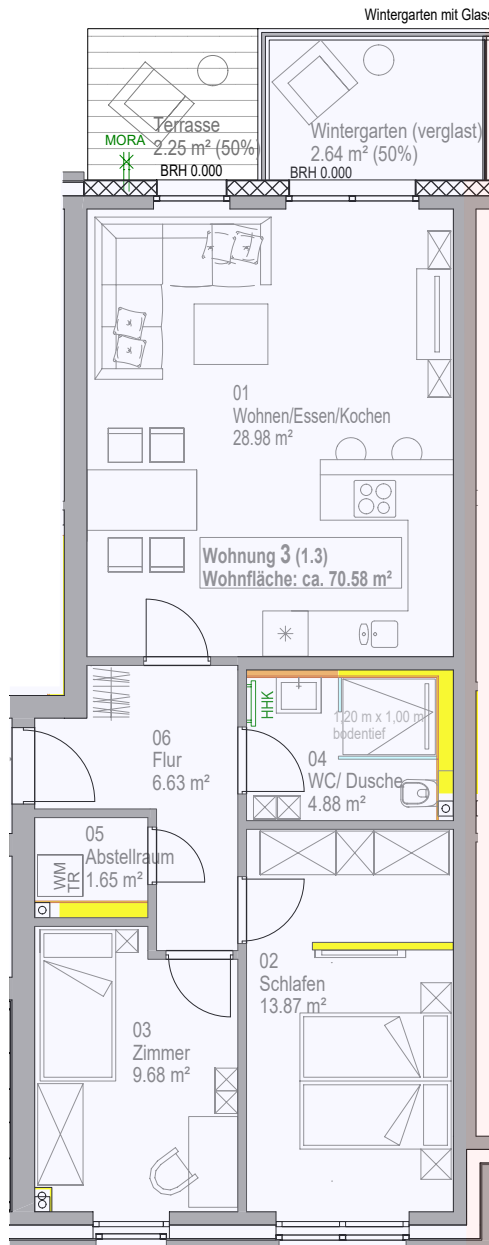 Wintergarten mit Glass
Terrasse
2.25 m² (50%)
MORA
BRH 0.000
Wintergarten (verglast)
2.64 m² (50%)
BRH 0.000
01
Wohnen/Essen/Kochen
28.98 m²
Wohnung 3 (1.3)
Wohnfläche: ca. 70.58 m²
HHK
1,20 m x 1,00 m
bodentief
06
Flur
6.63 m²
04
WC/ Dusche
4.88 m²
05
Abstellraum
1.65 m²
WM
TR
02
Schlafen
13.87 m²
03
Zimmer
9.68 m²